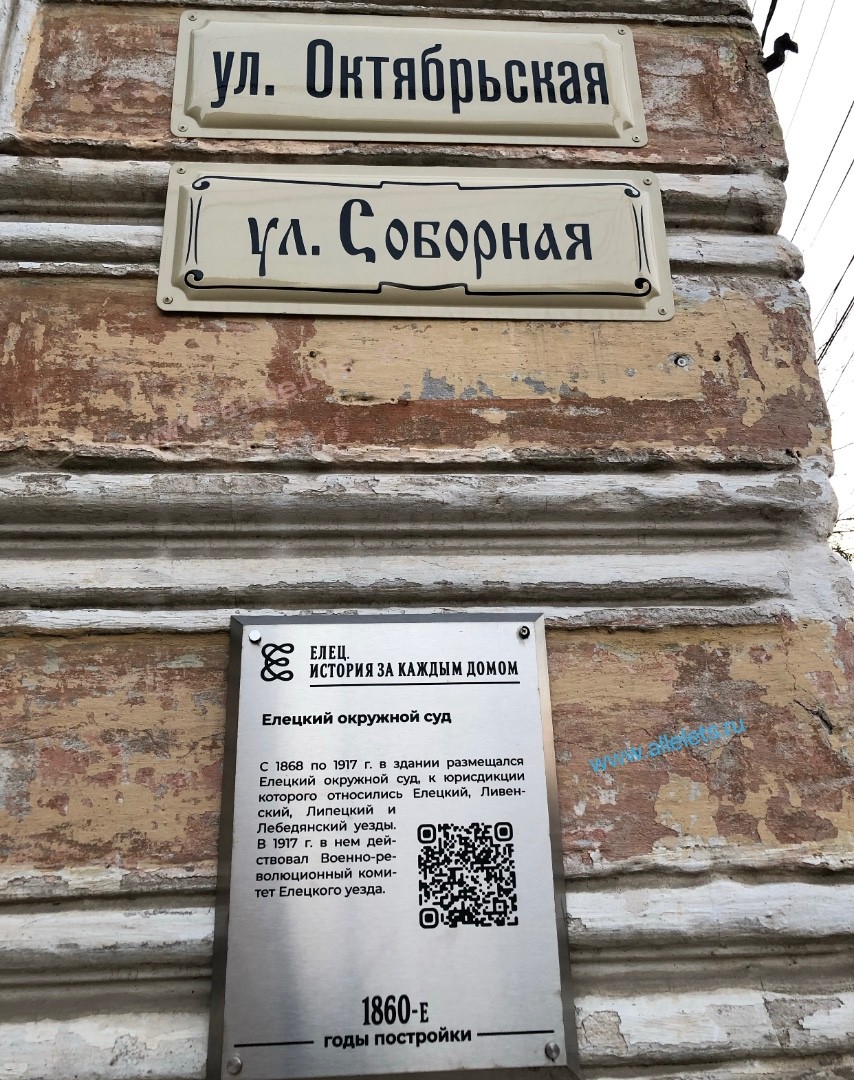 ул. Октябрьская
ул. Соборная
ЕЛЕЦ.
ИСТОРИЯ ЗА КАЖДЫМ ДОМОМ
Елецкий окружной суд
С 1868 по 1917 г. в здании размещался
Елецкий окружной суд, к юрисдикции
которого относились Елецкий, Ливен-
ский, Липецкий и
Лебедянский уезды.
В 1917 г. в нем дей-
ствовал Военно-ре-
волюционный коми-
тет Елецкого уезда.
1860-Е
годы постройки
www.allelets.ru